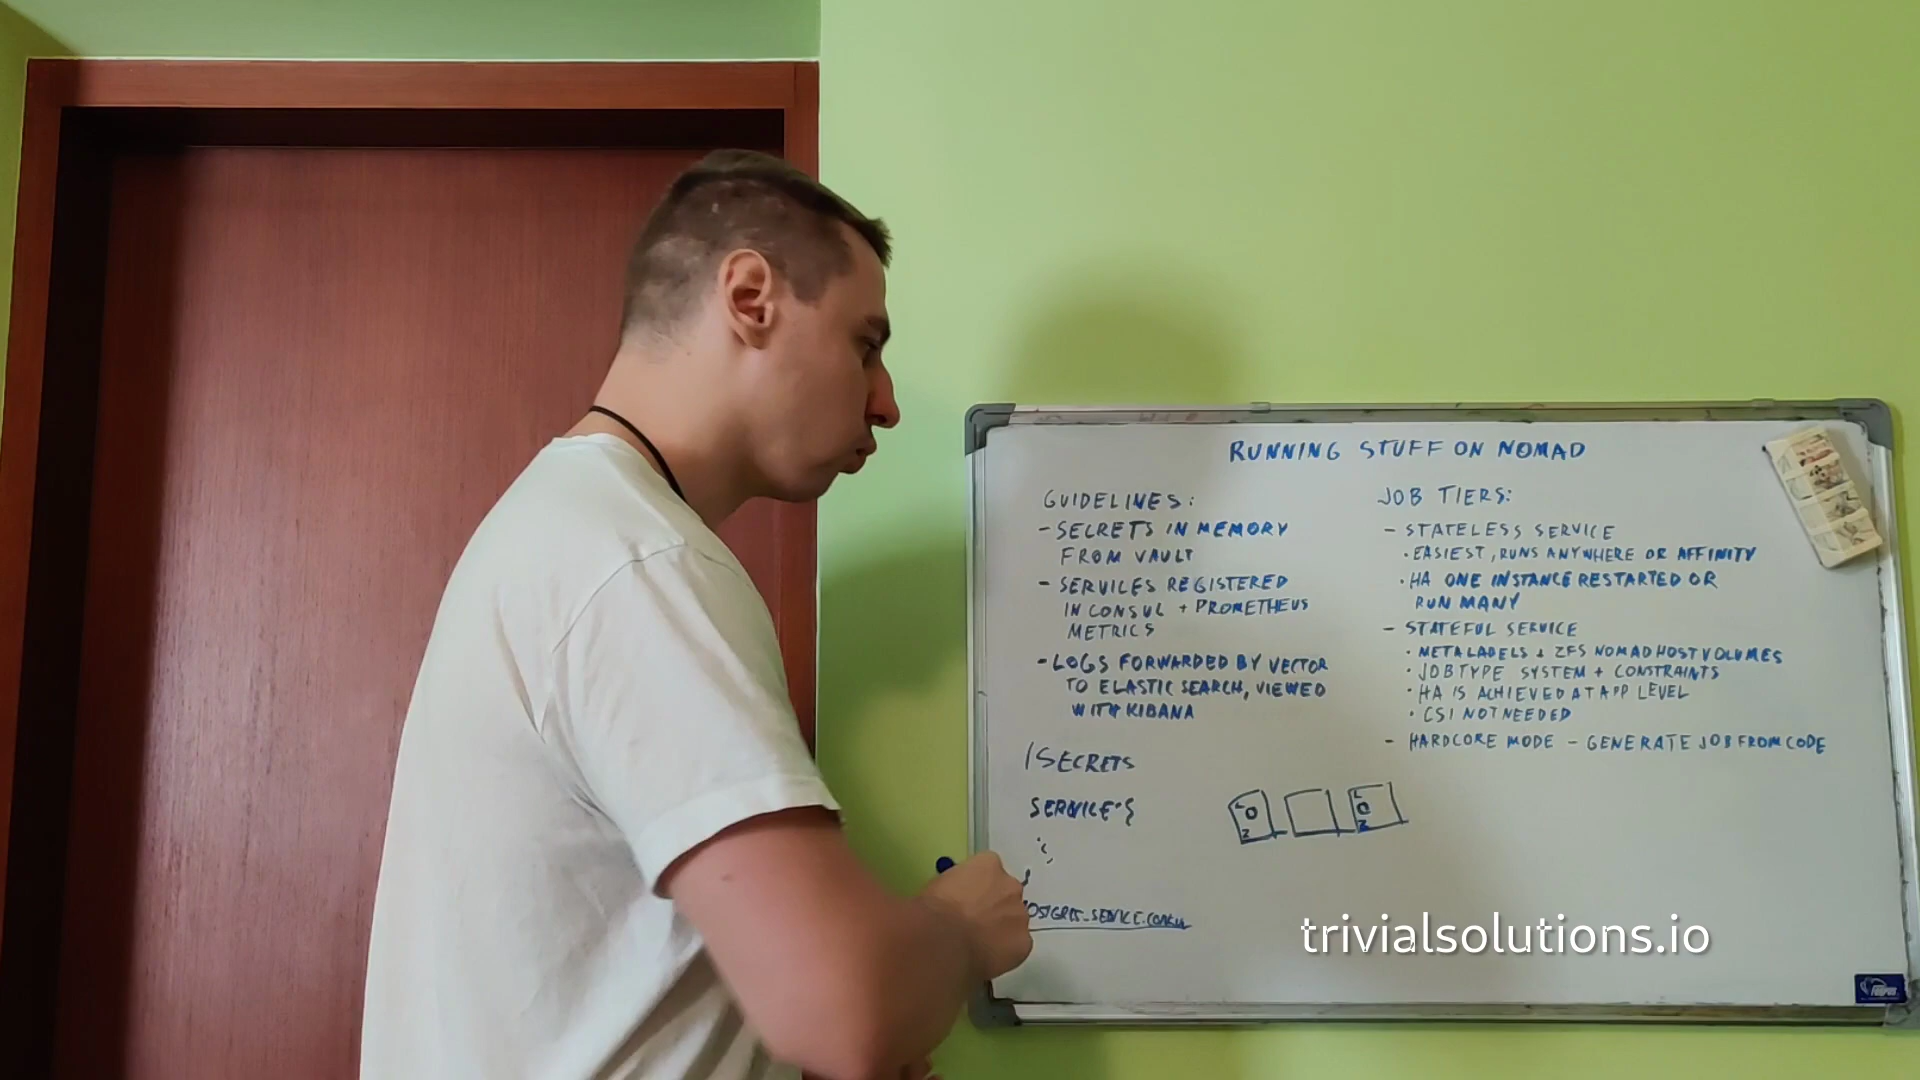 RUNNING STUFF ON NOMAD
GUIDELINES:
- SECRETS IN MEMORY
FROM VAULT
- SERVICES REGISTERED
IN CONSUL + PROMETHEUS
METRICS
- LOGS FORWARDED BY VECTOR
TO ELASTIC SEARCH, VIEWED
WITH KIBANA
/SECRETS
SERVICE {
JOB TIERS:
- STATELESS SERVICE
• EASIEST, RUNS ANYWHERE OR AFFINITY
• HA ONE INSTANCE RESTARTED OR
RUN MANY
- STATEFUL SERVICE
• META LABELS + ZFS NOMAD HOST VOLUMES
• JOB TYPE SYSTEM + CONSTRAINTS
• HA IS ACHIEVED AT APP LEVEL
• CSI NOT NEEDED
- HARDCORE MODE - GENERATE JOB FROM CODE
trivialsolutions.io